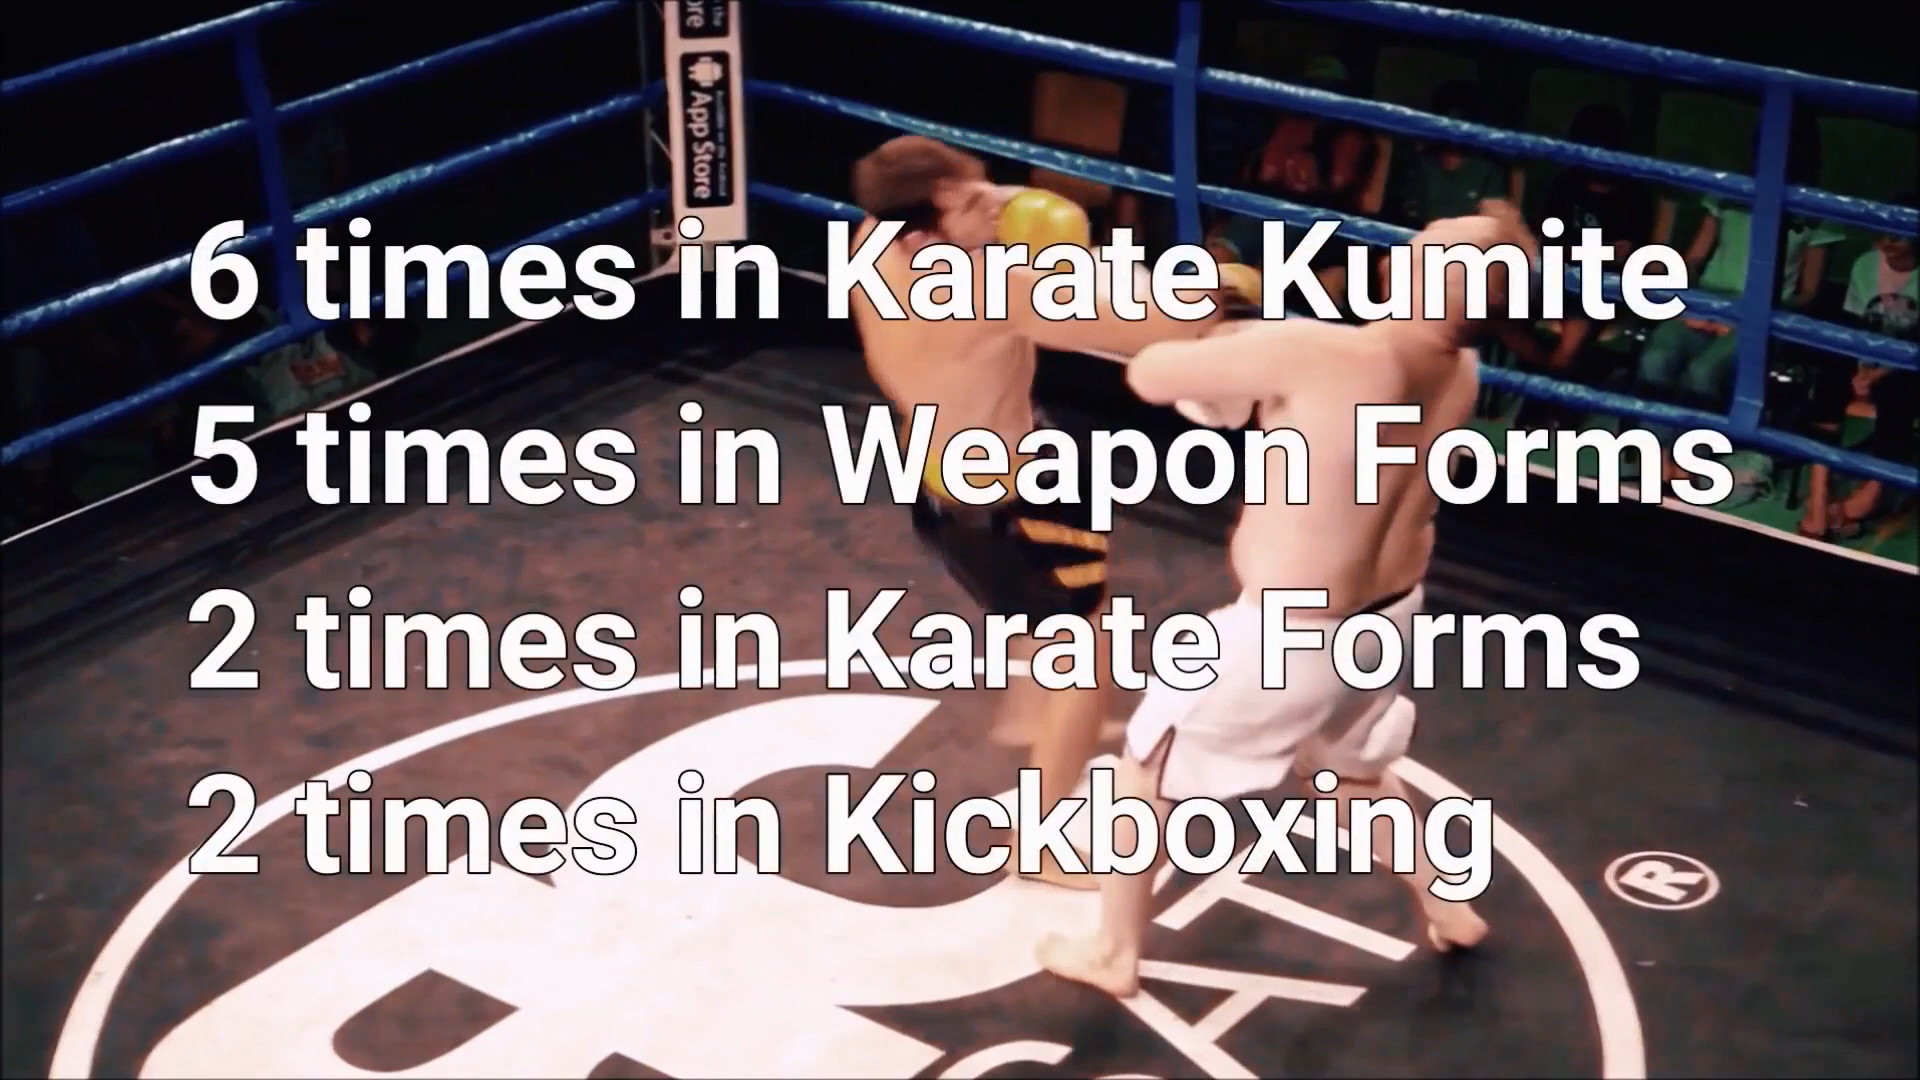 App Store
6 times in Karate Kumite
5 times in Weapon Forms
2 times in Karate Forms
2 times in Kickboxing
®